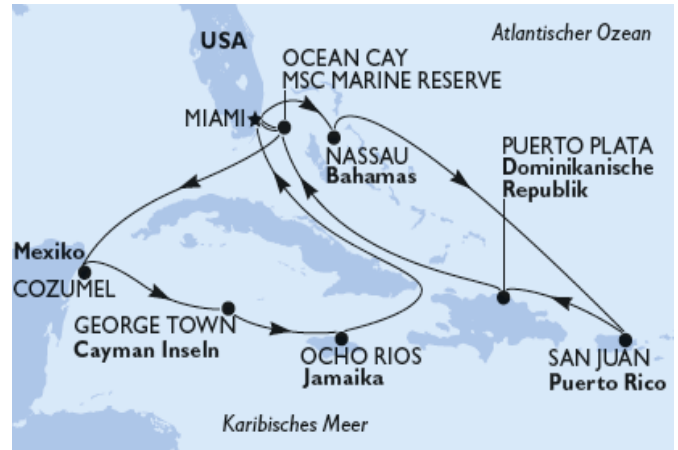 USA
Atlantischer Ozean
OCEAN CAY
MSC MARINE RESERVE
MIAMI
NASSAU
Bahamas
PUERTO PLATA
Dominikanische
Republik
Mexiko
COZUMEL
GEORGE TOWN
Cayman Inseln
OCHO RIOS
Jamaika
SAN JUAN
Puerto Rico
Karibisches Meer